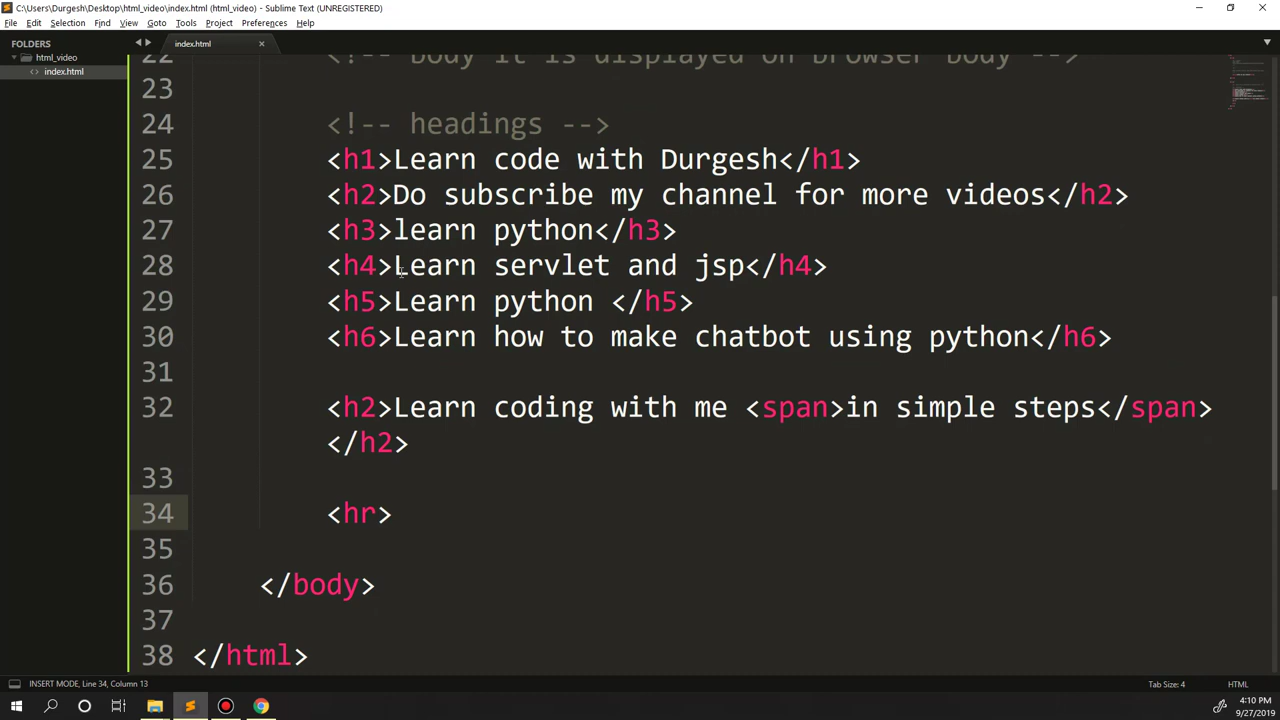 C:\Users\Durgesh\Desktop\html_video\index.html (html_video) - Sublime Text (UNREGISTERED)
File Edit Selection Find View Goto Tools Project Preferences Help
FOLDERS
html_video
index.html
index.html
22 <!-- body it is displayed on browser body -->
23
24 <!-- headings -->
25 <h1>Learn code with Durgesh</h1>
26 <h2>Do subscribe my channel for more videos</h2>
27 <h3>learn python</h3>
28 <h4>Learn servlet and jsp</h4>
29 <h5>Learn python </h5>
30 <h6>Learn how to make chatbot using python</h6>
31
32 <h2>Learn coding with me <span>in simple steps</span>
</h2>
33
34 <hr>
35
36 </body>
37
38 </html>
INSERT MODE, Line 34, Column 13
Tab Size: 4
HTML
4:10 PM
9/27/2019